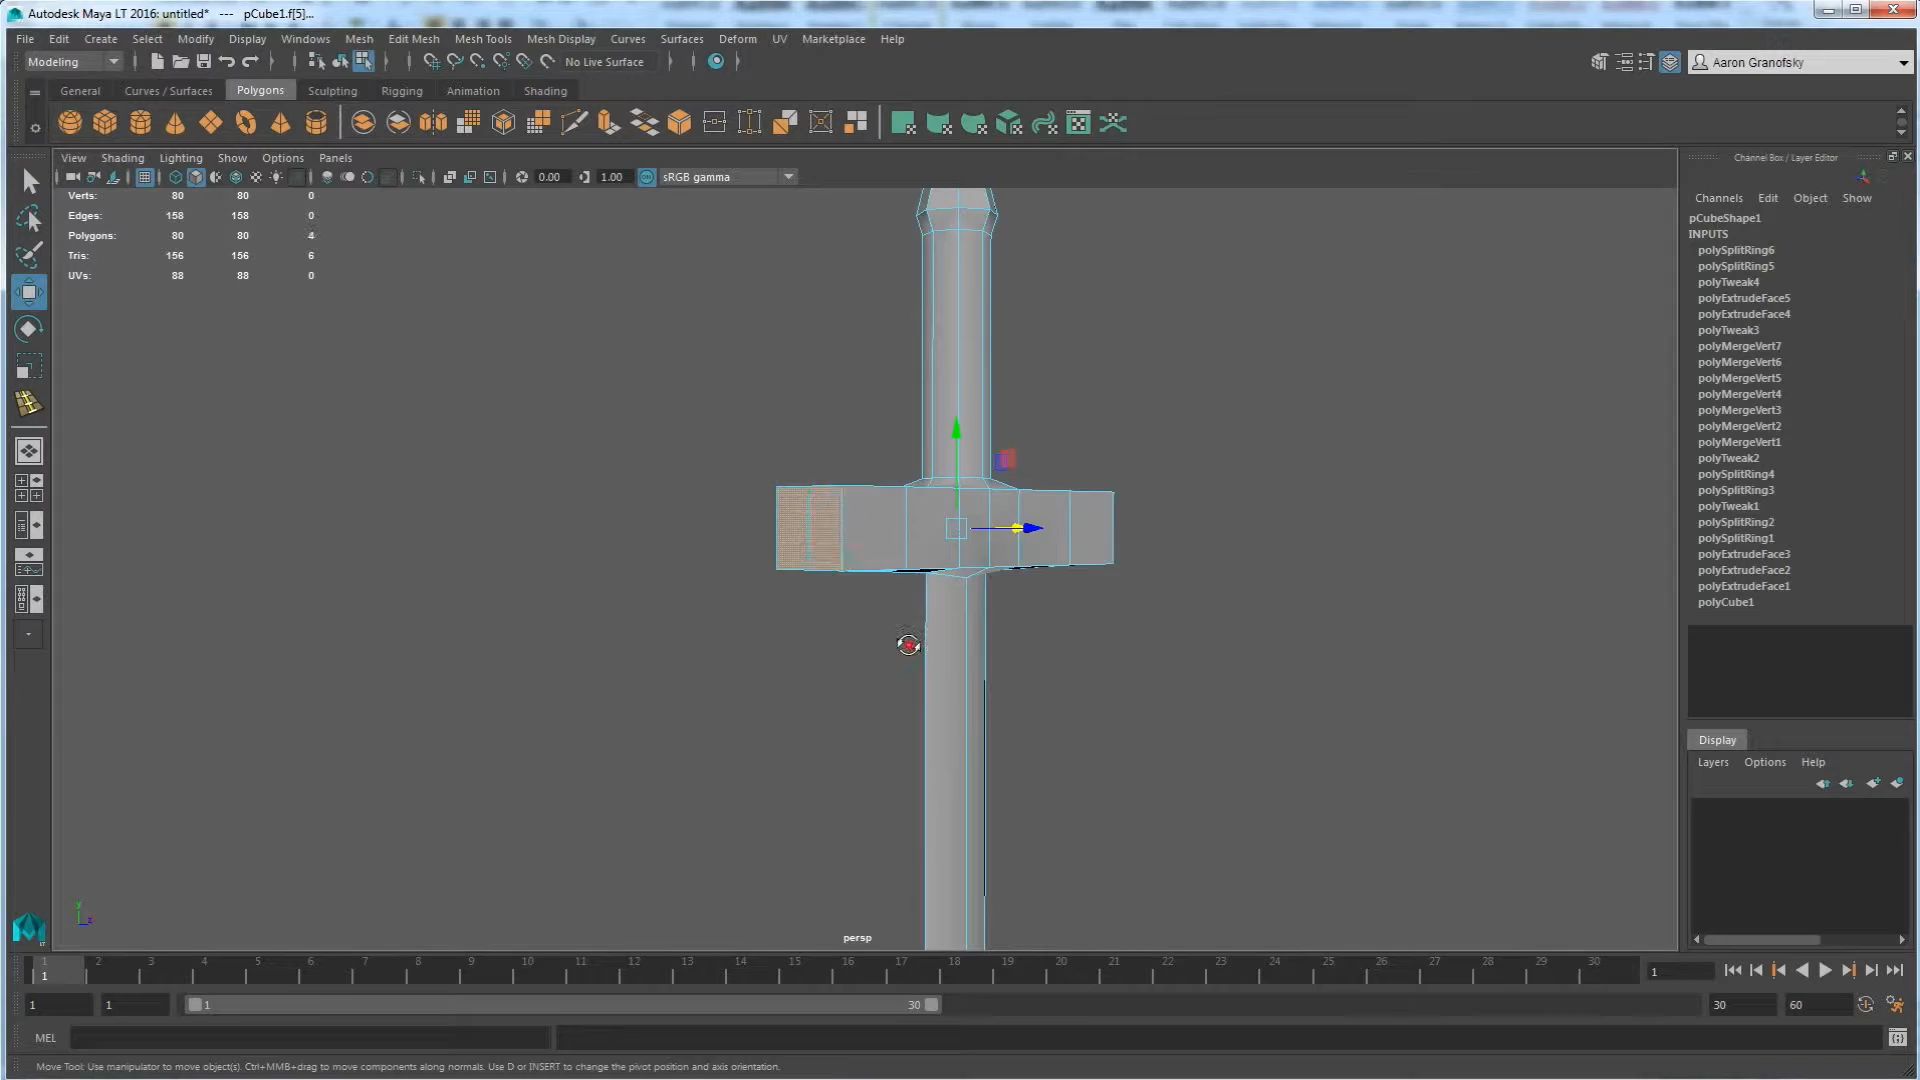 Autodesk Maya LT 2016: untitled*   ---   pCube1.f[5]...
File Edit Create Select Modify Display Windows Mesh Edit Mesh Mesh Tools Mesh Display Curves Surfaces Deform UV Marketplace Help
Modeling No Live Surface Aaron Granofsky
General Curves / Surfaces Polygons Sculpting Rigging Animation Shading
View Shading Lighting Show Options Panels
0.00 1.00 sRGB gamma
Verts: 80 80 0
Edges: 158 158 0
Polygons: 80 80 4
Tris: 156 156 6
UVs: 88 88 0
y
z
persp
Channel Box / Layer Editor
Channels Edit Object Show
pCubeShape1
INPUTS
polySplitRing6
polySplitRing5
polyTweak4
polyExtrudeFace5
polyExtrudeFace4
polyTweak3
polyMergeVert7
polyMergeVert6
polyMergeVert5
polyMergeVert4
polyMergeVert3
polyMergeVert2
polyMergeVert1
polyTweak2
polySplitRing4
polySplitRing3
polyTweak1
polySplitRing2
polySplitRing1
polyExtrudeFace3
polyExtrudeFace2
polyExtrudeFace1
polyCube1
Display
Layers Options Help
LT
1 2 3 4 5 6 7 8 9 10 11 12 13 14 15 16 17 18 19 20 21 22 23 24 25 26 27 28 29 30
1 1
1 1 1 30 30 60
MEL
Move Tool: Use manipulator to move object(s). Ctrl+MMB+drag to move components along normals. Use D or INSERT to change the pivot position and axis orientation.